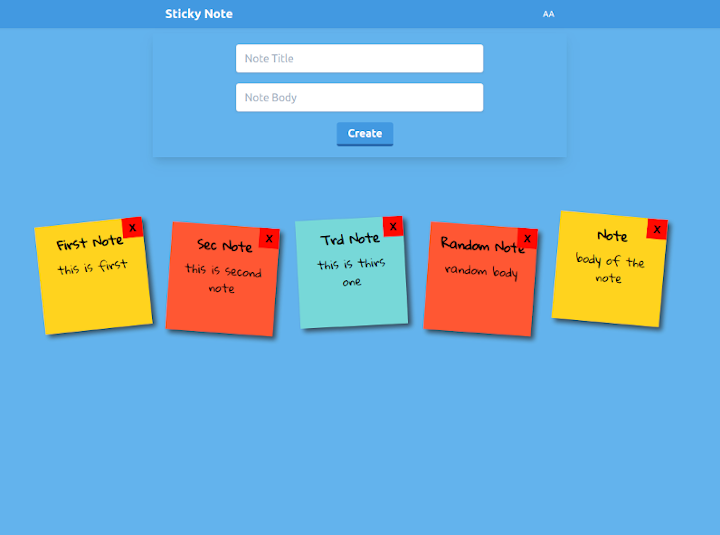 Sticky Note
AA
Note Title
Note Body
Create
X
First Note
this is first
X
Sec Note
this is second
note
X
Trd Note
this is thirs
one
X
Random Note
random body
X
Note
body of the
note